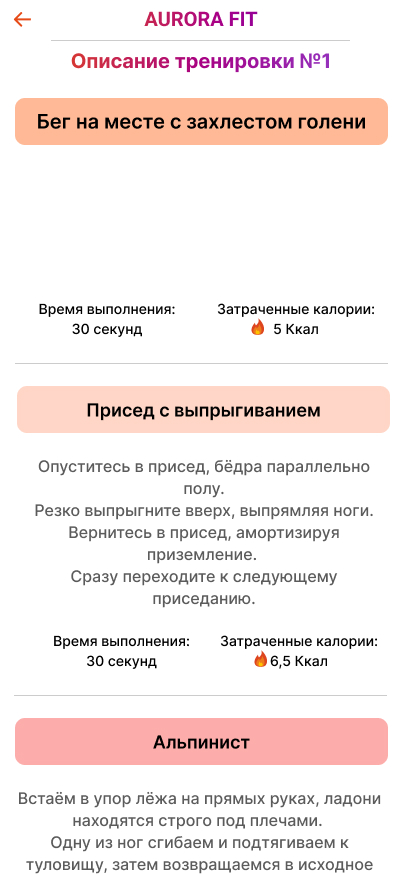 AURORA FIT
Описание тренировки №1
Бег на месте с захлестом голени
Время выполнения:
30 секунд
Затраченные калории:
5 Ккал
Присед с выпрыгиванием
Опуститесь в присед, бёдра параллельно
полу.
Резко выпрыгните вверх, выпрямляя ноги.
Вернитесь в присед, амортизируя
приземление.
Сразу переходите к следующему
приседанию.
Время выполнения:
30 секунд
Затраченные калории:
6,5 Ккал
Альпинист
Встаём в упор лёжа на прямых руках, ладони
находятся строго под плечами.
Одну из ног сгибаем и подтягиваем к
туловищу, затем возвращаемся в исходное